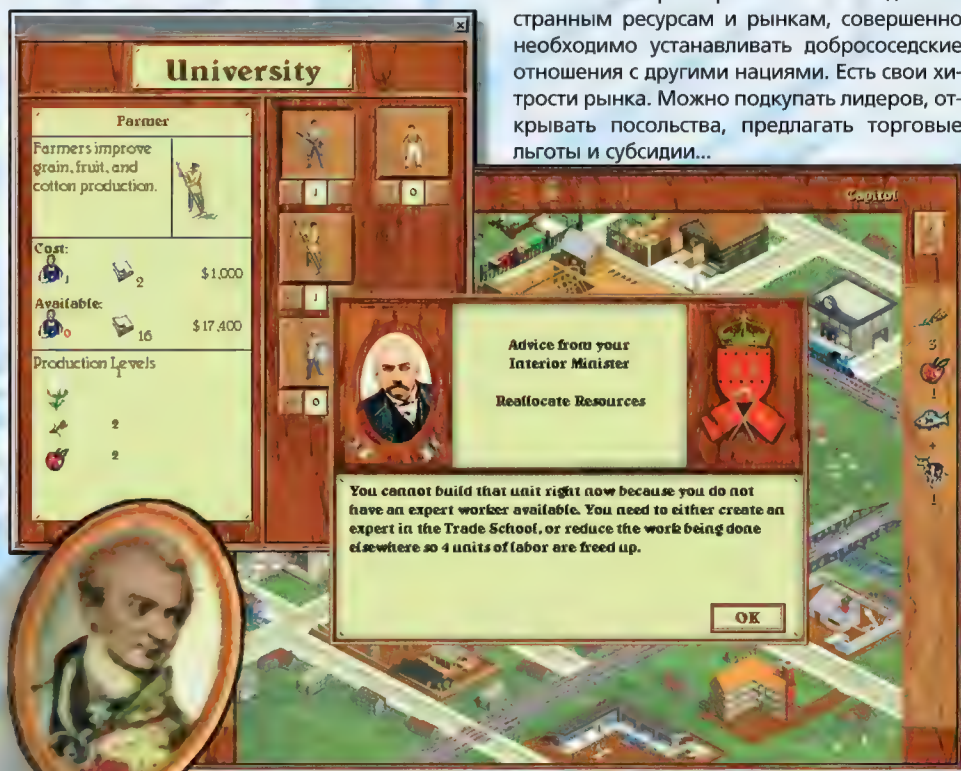 странным ресурсам и рынкам, совершенно
необходимо устанавливать добрососедские
отношения с другими нациями. Есть свои хи-
трости рынка. Можно подкупать лидеров, от-
крывать посольства, предлагать торговые
льготы и субсидии...
University
Farmer
Farmers improve
grain, fruit, and
cotton production.
Cost:
1 2 $1,000
Available:
0 16 $17,400
Production Levels
1
2
2
1 0
1
0
Capitol
3
1
+
1
Advice from your
Interior Minister
Reallocate Resources
You cannot build that unit right now because you do not
have an expert worker available. You need to either create an
expert in the Trade School, or reduce the work being done
elsewhere so 4 units of labor are freed up.
OK